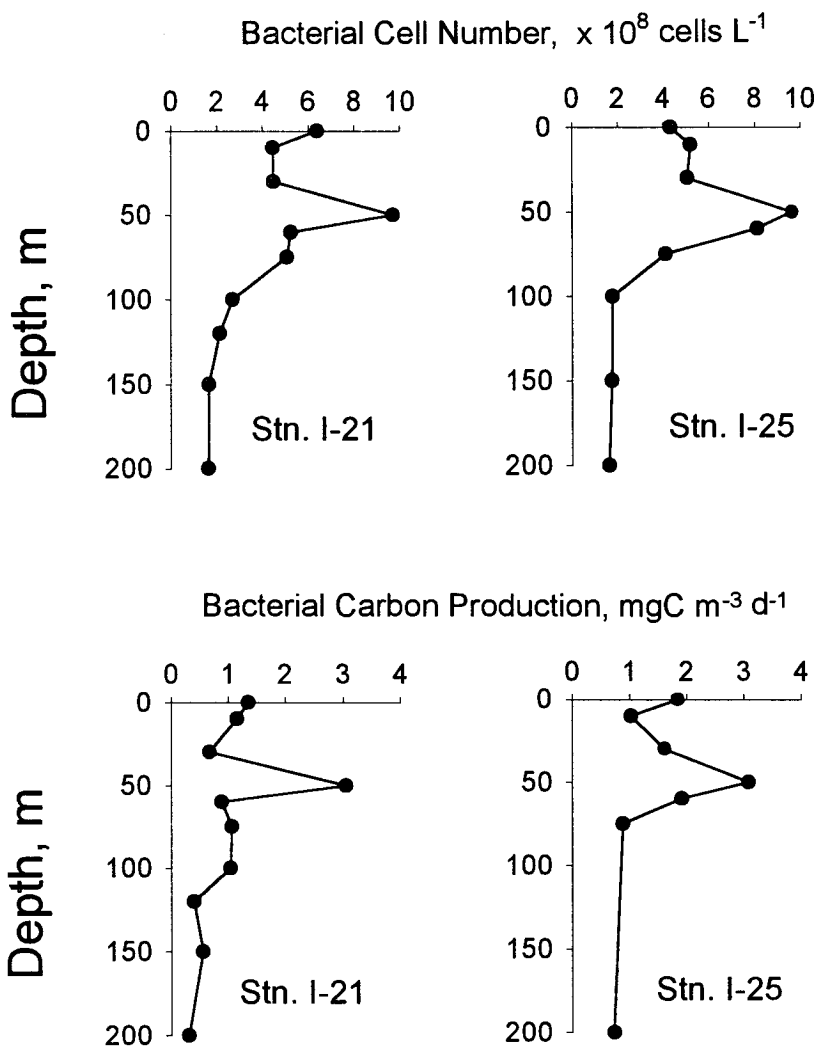 Bacterial Cell Number, x 10⁸ cells L⁻¹
0 2 4 6 8 10
0 2 4 6 8 10
0
50
100
150
200
0
50
100
150
200
Depth, m
Stn. I-21
Stn. I-25
Bacterial Carbon Production, mgC m⁻³ d⁻¹
0 1 2 3 4
0 1 2 3 4
0
50
100
150
200
0
50
100
150
200
Depth, m
Stn. I-21
Stn. I-25